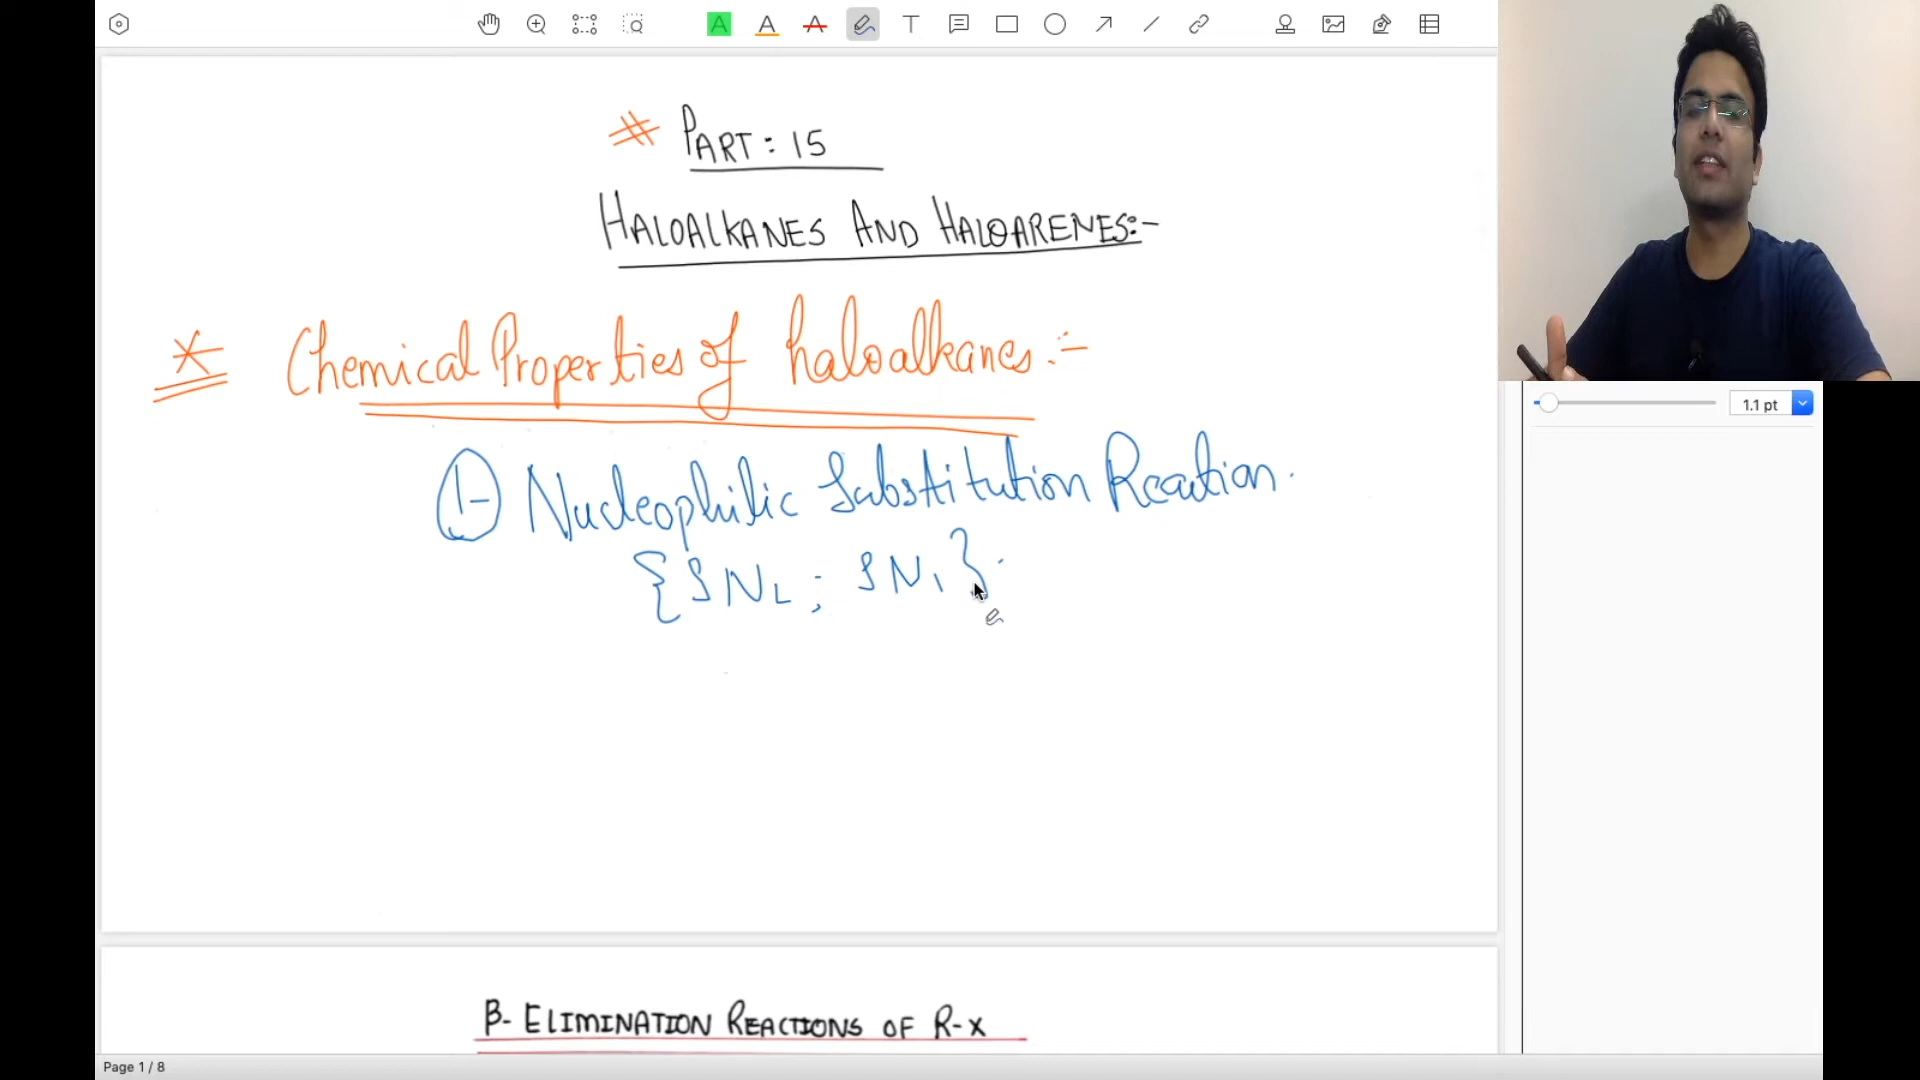 A A A T
# PART: 15
HALOALKANES AND HALOARENES:-
* Chemical Properties of haloalkanes:-
1.1 pt
1- Nucleophilic Substitution Reaction.
{SN2 ; SN1}.
β- ELIMINATION REACTIONS OF R-X
Page 1 / 8